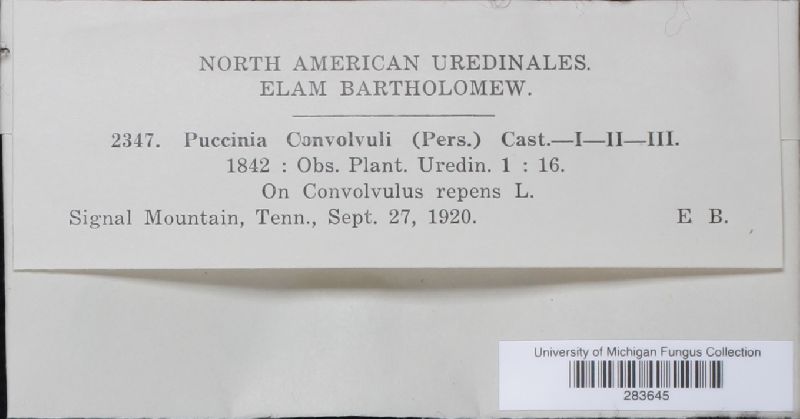 NORTH AMERICAN UREDINALES.
ELAM BARTHOLOMEW.
2347. Puccinia Convolvuli (Pers.) Cast.—I—II—III.
1842 : Obs. Plant. Uredin. 1 : 16.
On Convolvulus repens L.
Signal Mountain, Tenn., Sept. 27, 1920. E B.
University of Michigan Fungus Collection
283645